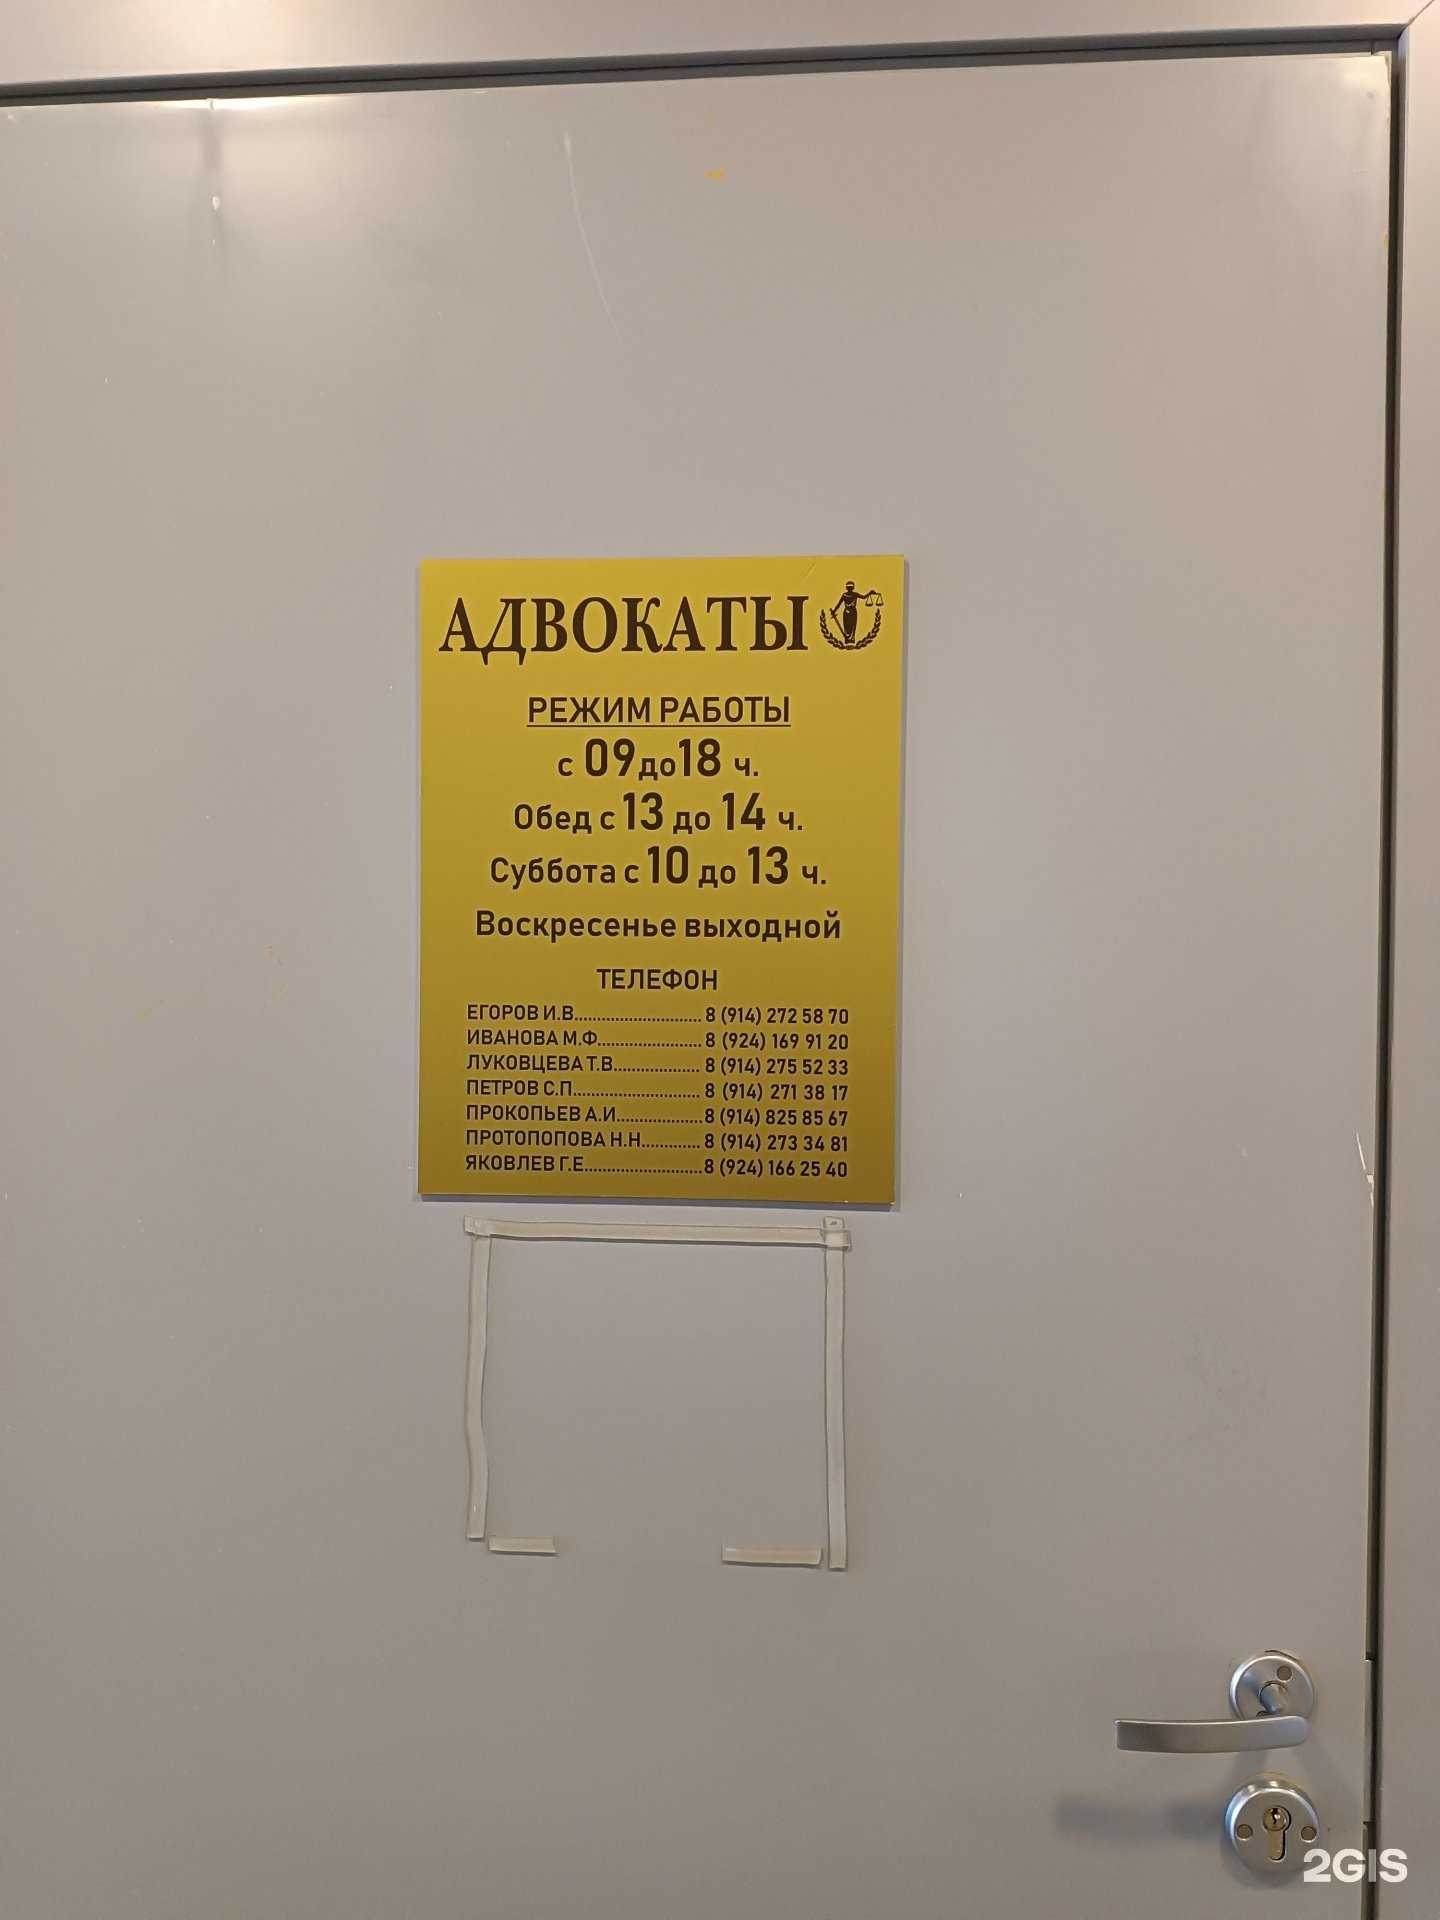 АДВОКАТЫ
РЕЖИМ РАБОТЫ
с 09 до 18 ч.
Обед с 13 до 14 ч.
Суббота с 10 до 13 ч.
Воскресенье выходной
ТЕЛЕФОН
ЕГОРОВ И.В............................ 8 (914) 272 58 70
ИВАНОВА М.Ф....................... 8 (924) 169 91 20
ЛУКОВЦЕВА Т.В................... 8 (914) 275 52 33
ПЕТРОВ С.П............................ 8 (914) 271 38 17
ПРОКОПЬЕВ А.И................... 8 (914) 825 85 67
ПРОТОПОПОВА Н.Н............. 8 (914) 273 34 81
ЯКОВЛЕВ Г.Е.......................... 8 (924) 166 25 40
2GIS